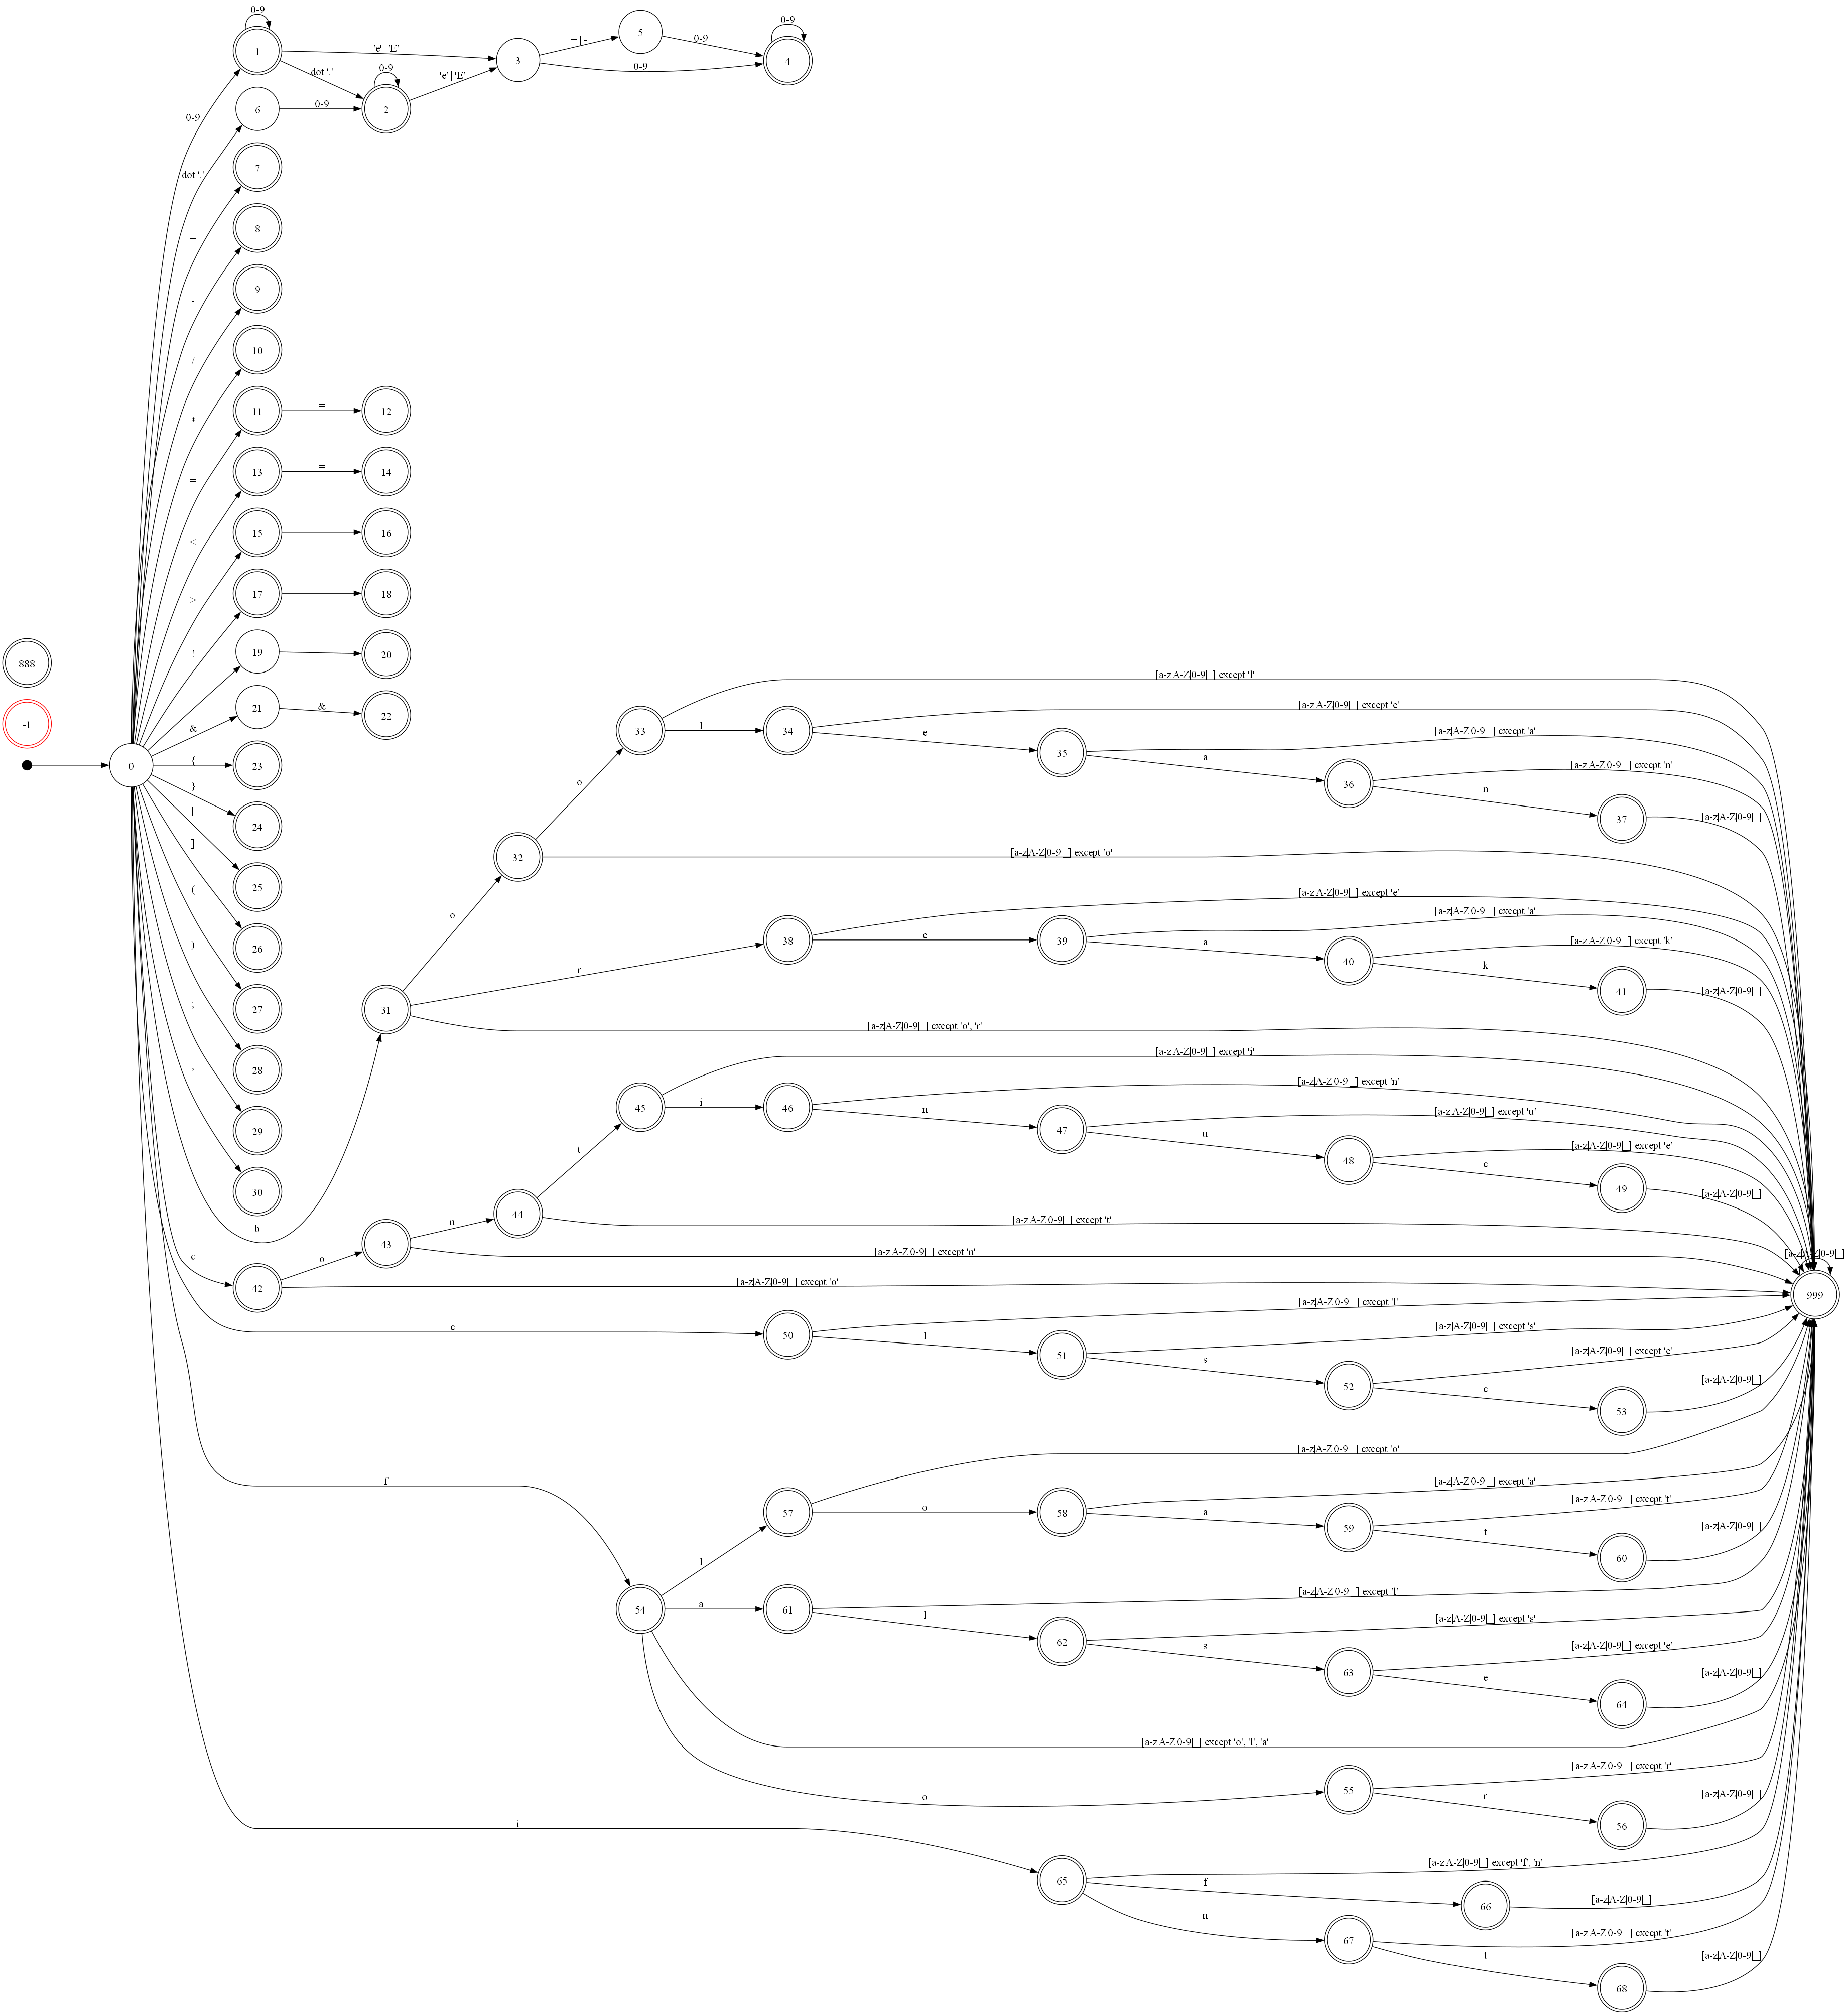 0-9
1
'e' | 'E'
dot '.'
0-9
3
+ | -
5
0-9
0-9
0-9
4
0-9
2
'e' | 'E'
dot '.'
6
0-9
+
7
-
8
/
9
*
10
=
11
=
12
<
13
=
14
>
15
=
16
!
17
=
18
|
19
|
20
&
21
&
22
888
-1
0
{
23
}
24
[
25
]
26
(
27
)
28
;
29
30
b
31
o
32
o
33
[a-z|A-Z|0-9|_] except 'l'
l
34
[a-z|A-Z|0-9|_] except 'e'
e
35
[a-z|A-Z|0-9|_] except 'a'
a
36
[a-z|A-Z|0-9|_] except 'n'
n
37
[a-z|A-Z|0-9|_]
[a-z|A-Z|0-9|_] except 'o'
r
38
[a-z|A-Z|0-9|_] except 'e'
e
39
[a-z|A-Z|0-9|_] except 'a'
a
40
[a-z|A-Z|0-9|_] except 'k'
k
41
[a-z|A-Z|0-9|_]
[a-z|A-Z|0-9|_] except 'o', 'r'
c
42
o
43
n
44
t
45
[a-z|A-Z|0-9|_] except 'i'
i
46
[a-z|A-Z|0-9|_] except 'n'
n
47
[a-z|A-Z|0-9|_] except 'u'
u
48
[a-z|A-Z|0-9|_] except 'e'
e
49
[a-z|A-Z|0-9|_]
[a-z|A-Z|0-9|_] except 't'
[a-z|A-Z|0-9|_] except 'n'
[a-z|A-Z|0-9|_] except 'o'
[a-z|A-Z|0-9|_]
999
e
50
[a-z|A-Z|0-9|_] except 'l'
l
51
[a-z|A-Z|0-9|_] except 's'
s
52
[a-z|A-Z|0-9|_] except 'e'
e
53
[a-z|A-Z|0-9|_]
f
54
l
57
[a-z|A-Z|0-9|_] except 'o'
o
58
[a-z|A-Z|0-9|_] except 'a'
a
59
[a-z|A-Z|0-9|_] except 't'
t
60
[a-z|A-Z|0-9|_]
a
61
[a-z|A-Z|0-9|_] except 'l'
l
62
[a-z|A-Z|0-9|_] except 's'
s
63
[a-z|A-Z|0-9|_] except 'e'
e
64
[a-z|A-Z|0-9|_]
[a-z|A-Z|0-9|_] except 'o', 'l', 'a'
o
55
[a-z|A-Z|0-9|_] except 'r'
r
56
[a-z|A-Z|0-9|_]
i
65
[a-z|A-Z|0-9|_] except 'f', 'n'
f
66
[a-z|A-Z|0-9|_]
n
67
[a-z|A-Z|0-9|_] except 't'
t
68
[a-z|A-Z|0-9|_]